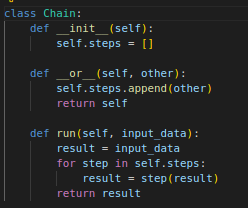 class Chain:
    def __init__(self):
        self.steps = []

    def __or__(self, other):
        self.steps.append(other)
        return self

    def run(self, input_data):
        result = input_data
        for step in self.steps:
            result = step(result)
        return result